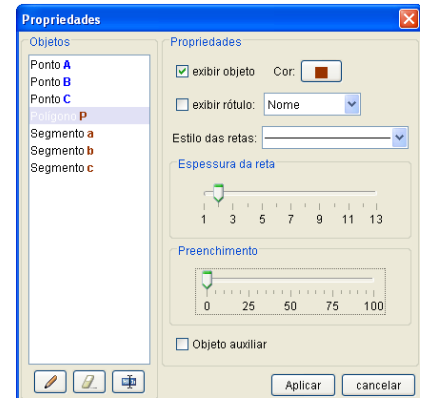 Propriedades
Objetos
Ponto A
Ponto B
Ponto C
Polígono P
Segmento a
Segmento b
Segmento c
Propriedades
exibir objeto Cor:
exibir rótulo: Nome
Estilo das retas:
Espessura da reta
1 3 5 7 9 11 13
Preenchimento
0 25 50 75 100
Objeto auxiliar
Aplicar cancelar